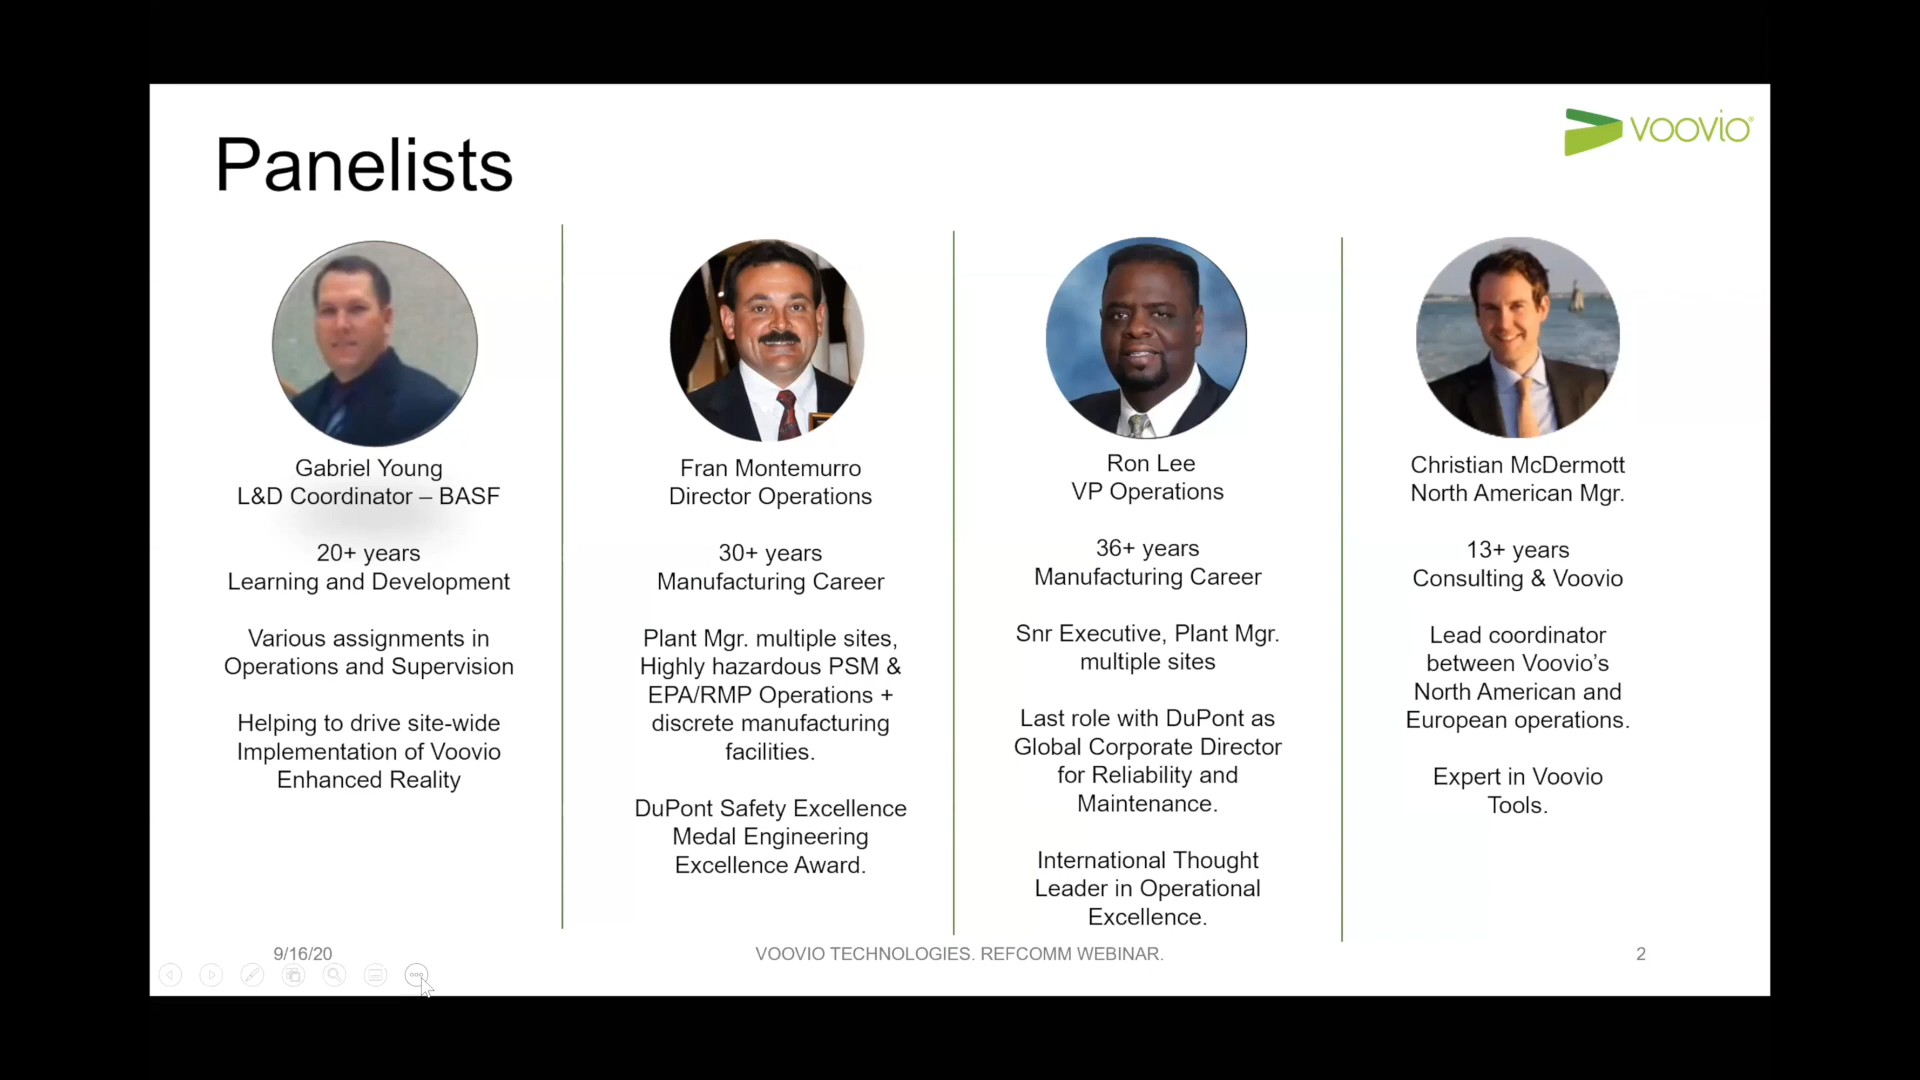 Panelists
voovio
Gabriel Young
L&D Coordinator – BASF
20+ years
Learning and Development
Various assignments in
Operations and Supervision
Helping to drive site-wide
Implementation of Voovio
Enhanced Reality
Fran Montemurro
Director Operations
30+ years
Manufacturing Career
Plant Mgr. multiple sites,
Highly hazardous PSM &
EPA/RMP Operations +
discrete manufacturing
facilities.
DuPont Safety Excellence
Medal Engineering
Excellence Award.
Ron Lee
VP Operations
36+ years
Manufacturing Career
Snr Executive, Plant Mgr.
multiple sites
Last role with DuPont as
Global Corporate Director
for Reliability and
Maintenance.
International Thought
Leader in Operational
Excellence.
Christian McDermott
North American Mgr.
13+ years
Consulting & Voovio
Lead coordinator
between Voovio’s
North American and
European operations.
Expert in Voovio
Tools.
9/16/20
VOOVIO TECHNOLOGIES. REFCOMM WEBINAR.
2